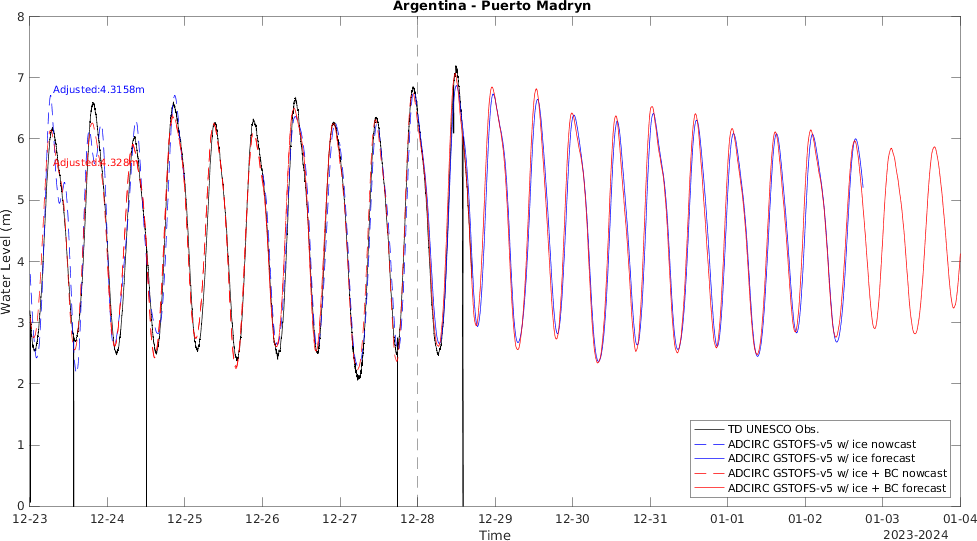 Argentina - Puerto Madryn
8
7
6
5
4
3
2
1
0
Water Level (m)
Adjusted:4.3158m
Adjusted:4.328m
TD UNESCO Obs.
ADCIRC GSTOFS-v5 w/ ice nowcast
ADCIRC GSTOFS-v5 w/ ice forecast
ADCIRC GSTOFS-v5 w/ ice + BC nowcast
ADCIRC GSTOFS-v5 w/ ice + BC forecast
12-23 12-24 12-25 12-26 12-27 12-28 12-29 12-30 12-31 01-01 01-02 01-03 01-04
Time
2023-2024